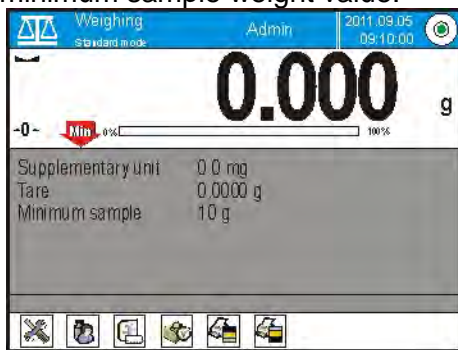 minimum sample weight value.
Weighing
Admin
2011.09.05
Standard mode
09:10:00
0.000
g
-0-
Min
0%
100%
Supplementary unit 0.0 mg
Tare 0.0000 g
Minimum sample 10 g